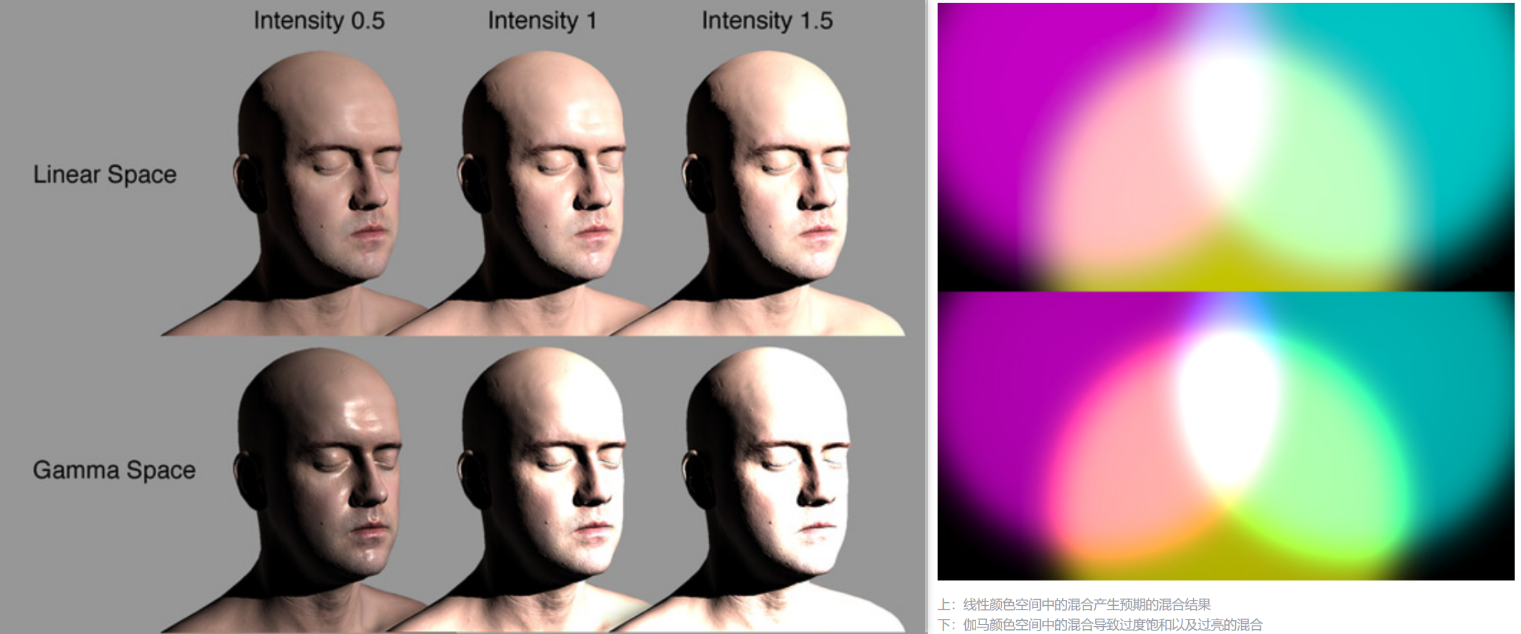 Intensity 0.5
Intensity 1
Intensity 1.5
Linear Space
Gamma Space
上：线性颜色空间中的混合产生预期的混合结果
下：伽马颜色空间中的混合导致过度饱和以及过亮的混合